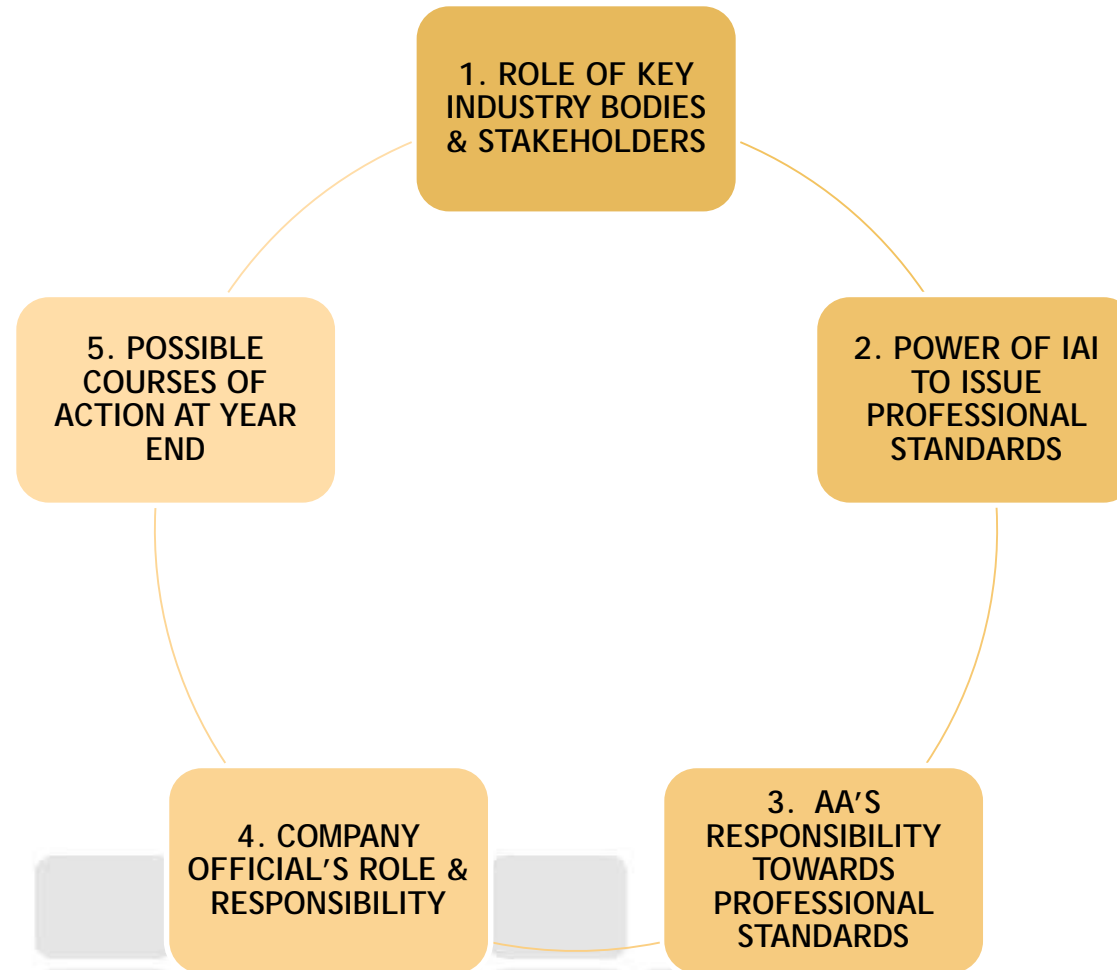 1. ROLE OF KEY
INDUSTRY BODIES
& STAKEHOLDERS
2. POWER OF IAI
TO ISSUE
PROFESSIONAL
STANDARDS
3. AA'S
RESPONSIBILITY
TOWARDS
PROFESSIONAL
STANDARDS
4. COMPANY
OFFICIAL'S ROLE &
RESPONSIBILITY
5. POSSIBLE
COURSES OF
ACTION AT YEAR
END